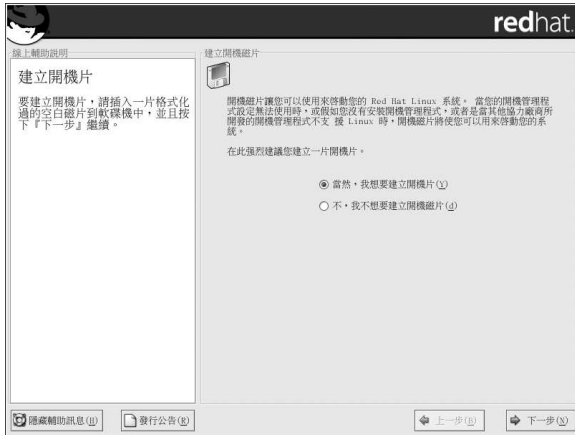 redhat.
線上輔助說明
建立開機片
要建立開機片，請插入一片格式化
過的空白磁片到軟碟機中，並且按
下『下一步』繼續。
建立開機磁片
開機磁片讓您可以使用來啓動您的 Red Hat Linux 系統。 當您的開機管理程
式設定無法使用時，或假如您沒有安裝開機管理程式，或者是當其他協力廠商所
開發的開機管理程式不支 援 Linux 時，開機磁片將使您可以用來啓動您的系
統。
在此强烈建議您建立一片開機片。
當然，我想要建立開機片(Y)
不，我不想要建立開機磁片(d)
隱藏輔助訊息(H)
發行公告(R)
上一步(B)
下一步(N)